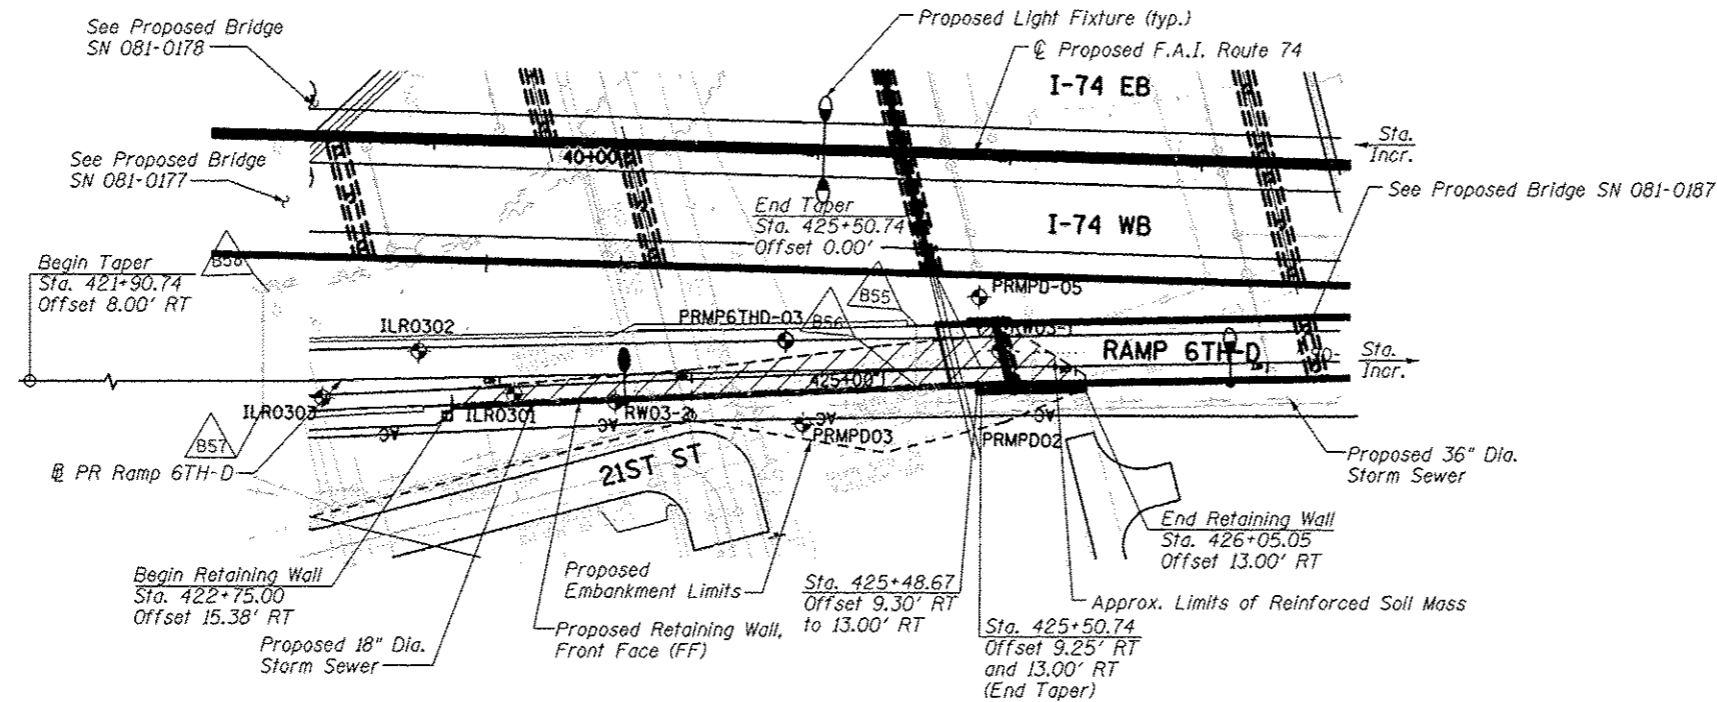 See Proposed Bridge
SN 081-0178
Proposed Light Fixture (typ.)
℄ Proposed F.A.I. Route 74
I-74 EB
Sta.
Incr.
See Proposed Bridge
SN 081-0177
40+00
See Proposed Bridge SN 081-0187
End Taper
Sta. 425+50.74
Offset 0.00'
I-74 WB
Begin Taper
Sta. 421+90.74
Offset 8.00' RT
B58
B55
PRMPD-05
ILR0302
PRMP6THD-03
B56
RW03-1
RAMP 6TH-D
Sta.
Incr.
425+00
ILR0303
ILR0301
RW03-2
PRMPD03
PRMPD02
B57
21ST ST
Proposed 36" Dia.
Storm Sewer
PR Ramp 6TH-D
End Retaining Wall
Sta. 426+05.05
Offset 13.00' RT
Begin Retaining Wall
Sta. 422+75.00
Offset 15.38' RT
Proposed
Embankment Limits
Sta. 425+48.67
Offset 9.30' RT
to 13.00' RT
Approx. Limits of Reinforced Soil Mass
Proposed 18" Dia.
Storm Sewer
Proposed Retaining Wall,
Front Face (FF)
Sta. 425+50.74
Offset 9.25' RT
and 13.00' RT
(End Taper)